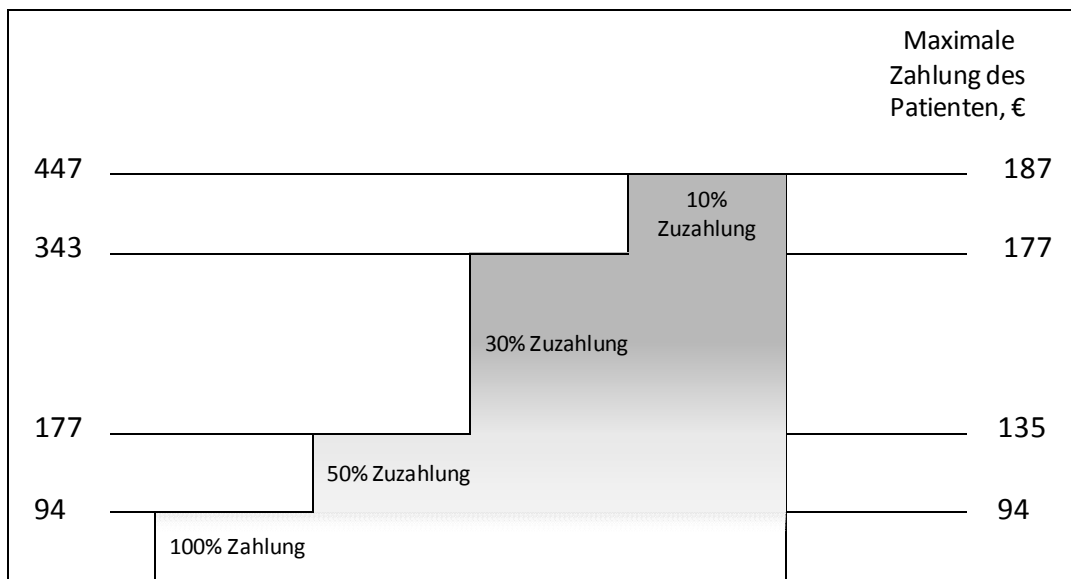 Maximale
Zahlung des
Patienten, €
447
187
10%
Zuzahlung
343
177
30% Zuzahlung
177
135
50% Zuzahlung
94
94
100% Zahlung